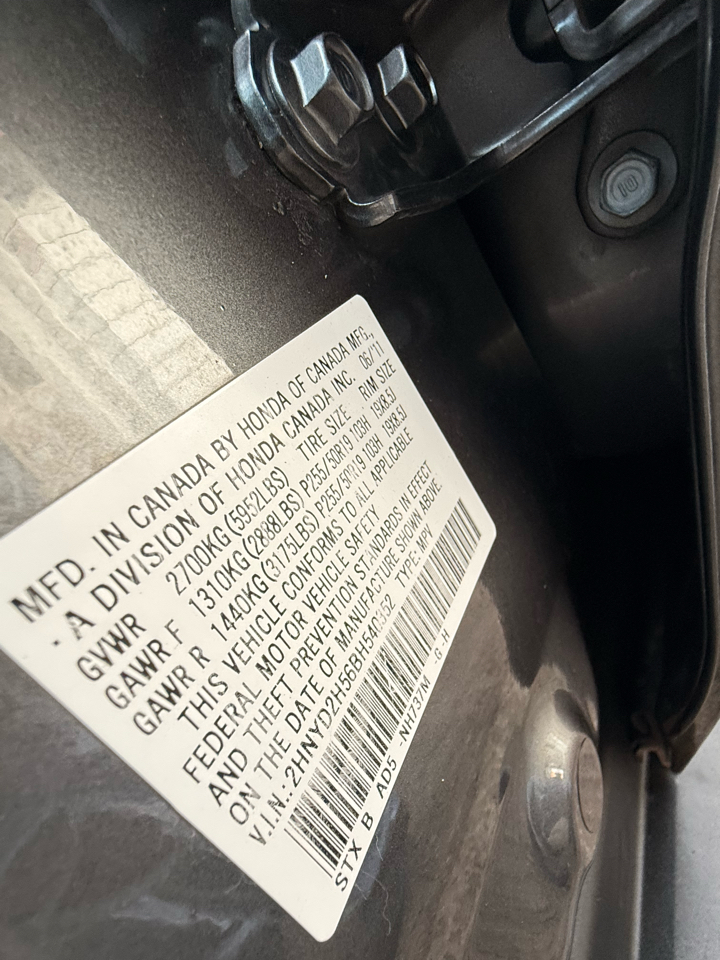 MFD. IN CANADA BY HONDA OF CANADA MFG.,
A DIVISION OF HONDA CANADA INC. 06/11
GVWR 2700KG(5952LBS) TIRE SIZE RIM SIZE
GAWR F 1310KG(2888LBS) P255/50R19 103H 19X8.5J
GAWR R 1440KG(3175LBS) P255/50R19 103H 19X8.5J
THIS VEHICLE CONFORMS TO ALL APPLICABLE
FEDERAL MOTOR VEHICLE SAFETY
AND THEFT PREVENTION STANDARDS IN EFFECT
ON THE DATE OF MANUFACTURE SHOWN ABOVE.
V.I.N.: TYPE: MPV
STX B AD5 -NH737M G-H
10